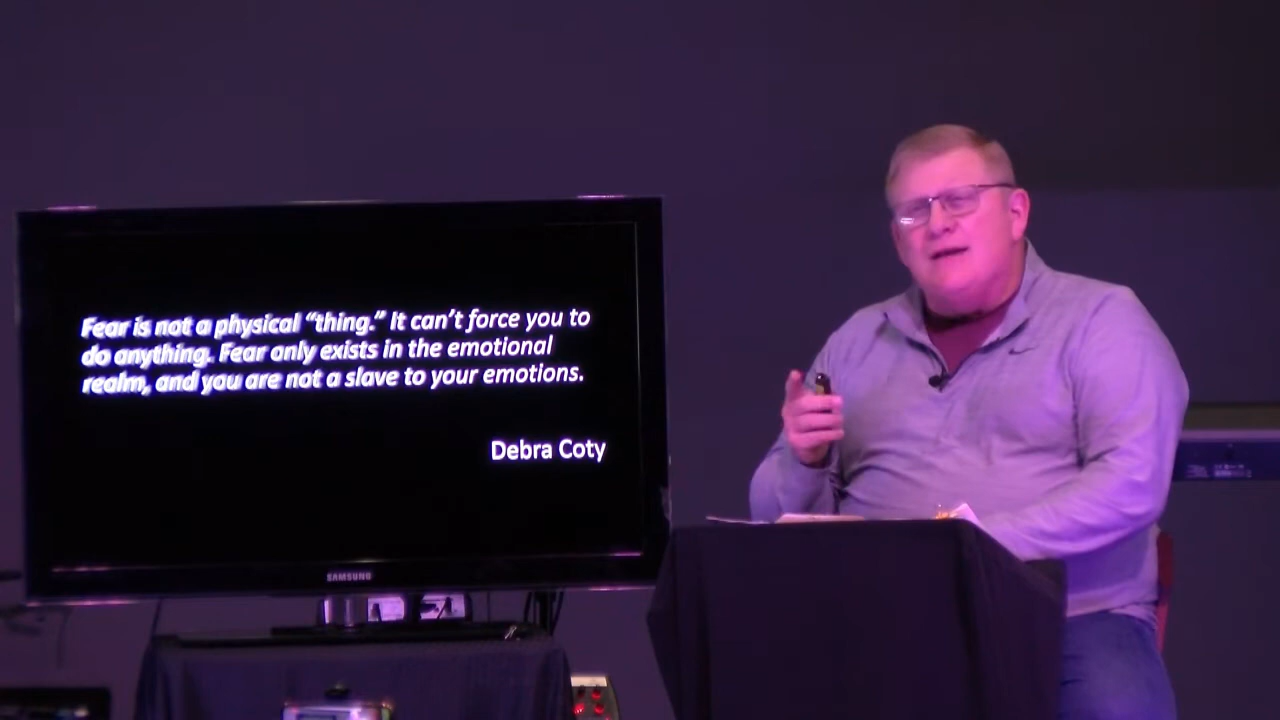 Fear is not a physical “thing.” It can’t force you to
do anything. Fear only exists in the emotional
realm, and you are not a slave to your emotions.
Debra Coty
SAMSUNG